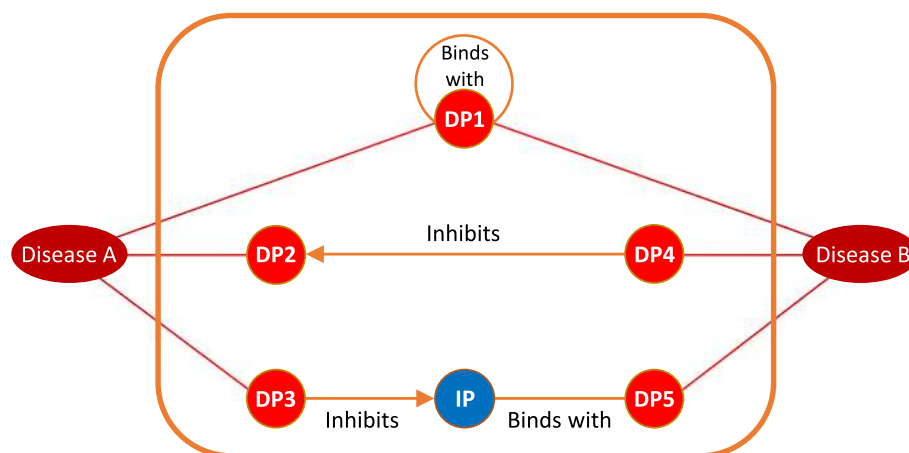 Binds
with
DP1
Inhibits
Disease A
DP2
DP4
Disease B
DP3
IP
DP5
Inhibits
Binds with